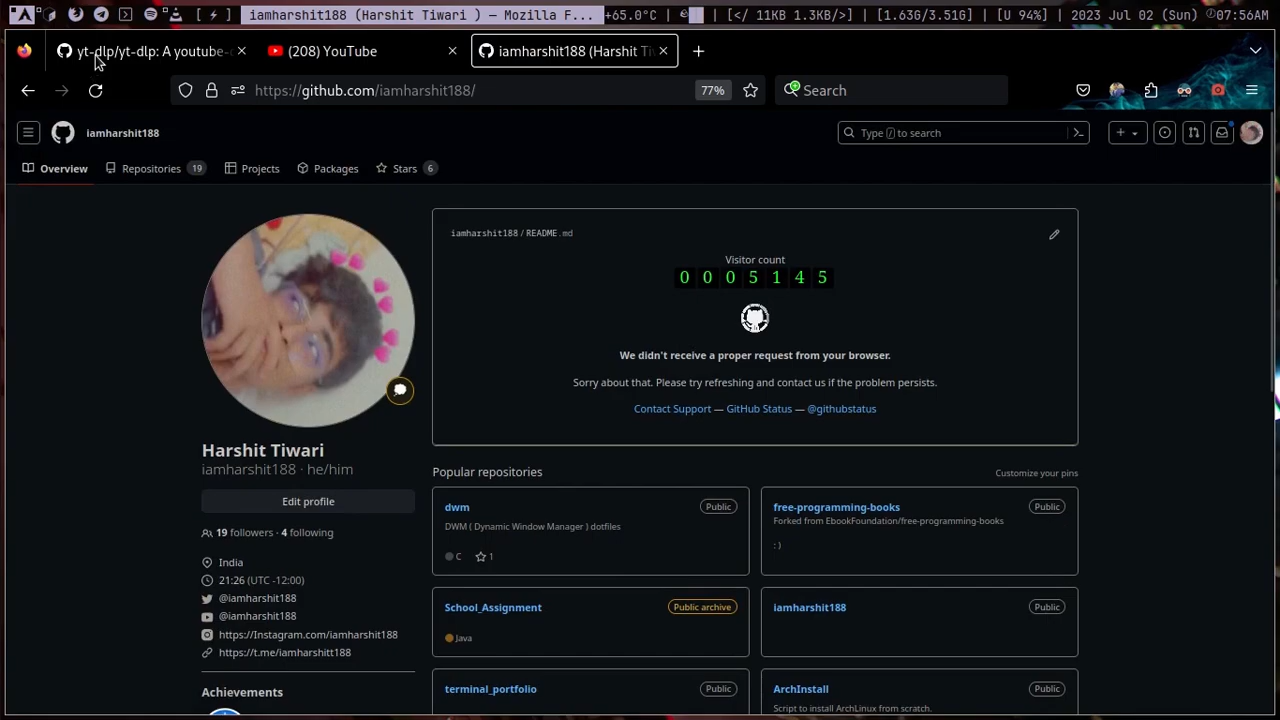 iamharshit188 (Harshit Tiwari ) — Mozilla F... +65.0°C | [</ 11KB 1.3KB/>] | [1.63G/3.51G] | [U 94%] | 2023 Jul 02 (Sun) 07:56AM
yt-dlp/yt-dlp: A youtube- (208) YouTube iamharshit188 (Harshit Ti
https://github.com/iamharshit188/ 77% Search
iamharshit188 Type / to search
Overview Repositories 19 Projects Packages Stars 6
iamharshit188 / README.md
Visitor count
0 0 0 5 1 4 5
We didn't receive a proper request from your browser.
Sorry about that. Please try refreshing and contact us if the problem persists.
Contact Support — GitHub Status — @githubstatus
Harshit Tiwari
iamharshit188 · he/him
Edit profile
19 followers · 4 following
India
21:26 (UTC -12:00)
@iamharshit188
@iamharshit188
https://Instagram.com/iamharshit188
https://t.me/iamharshitt188
Achievements
Popular repositories Customize your pins
dwm Public
DWM ( Dynamic Window Manager ) dotfiles
C 1
free-programming-books Public
Forked from EbookFoundation/free-programming-books
: )
School_Assignment Public archive
Java
iamharshit188 Public
terminal_portfolio Public
ArchInstall Public
Script to install ArchLinux from scratch.